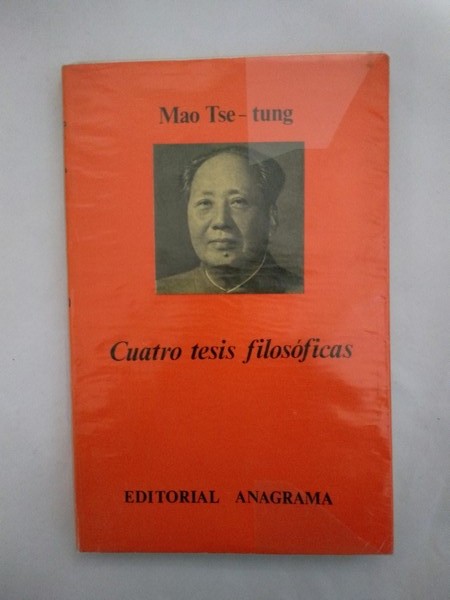 Mao Tse-tung
Cuatro tesis filosóficas
EDITORIAL ANAGRAMA